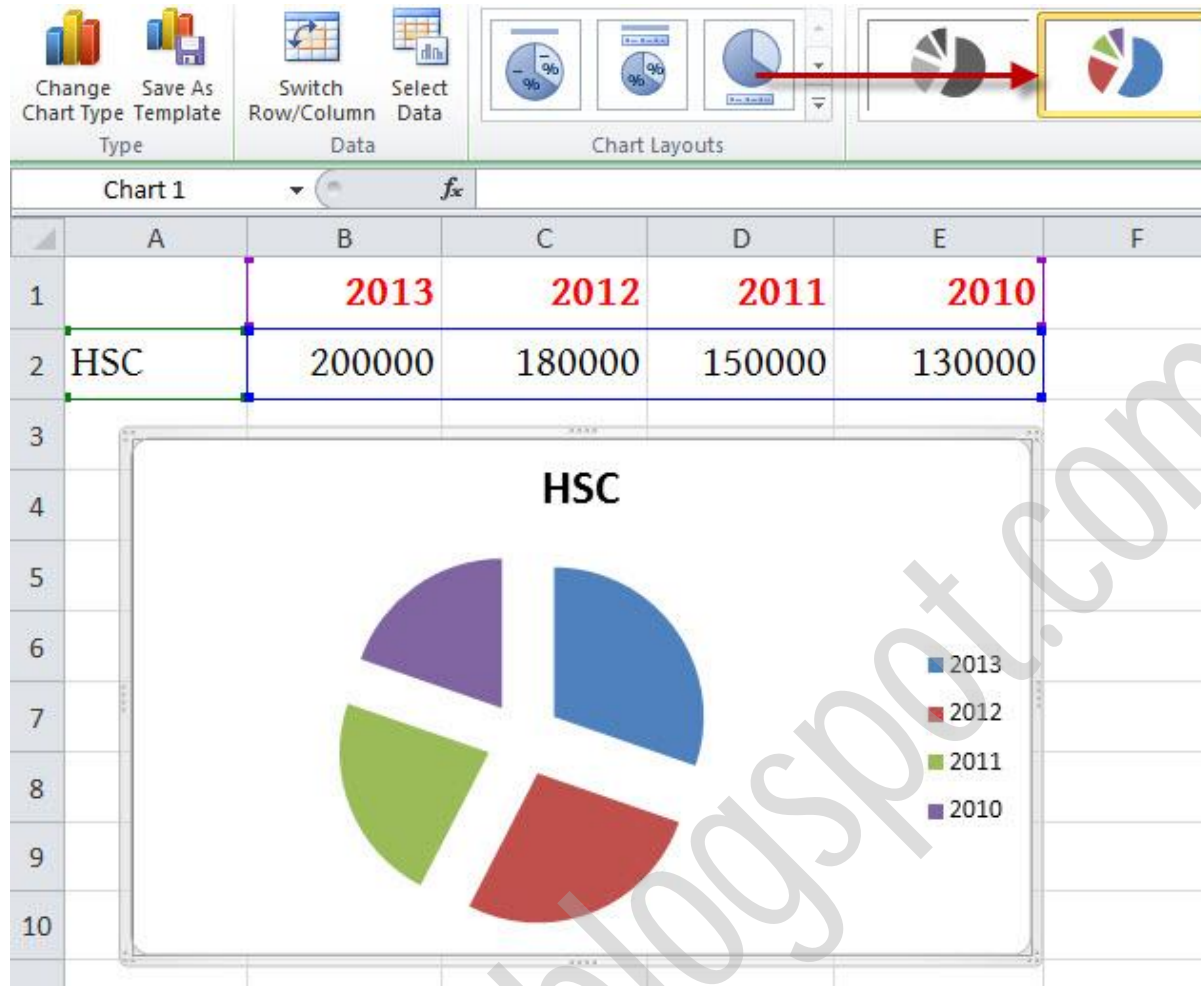 Change Chart Type
Save As Template
Switch Row/Column
Select Data
Type
Data
Chart Layouts
Chart 1
fx
A B C D E F
1 2013 2012 2011 2010
2 HSC 200000 180000 150000 130000
3
4
5
6
7
8
9
10
HSC
2013
2012
2011
2010
blogspot.com